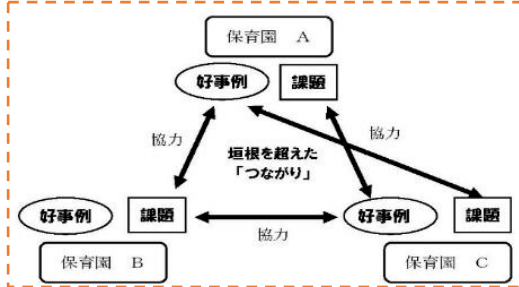 保育園 A
好事例 課題
協力 協力
垣根を超えた
「つながり」
好事例 課題 好事例 課題
協力
保育園 B 保育園 C